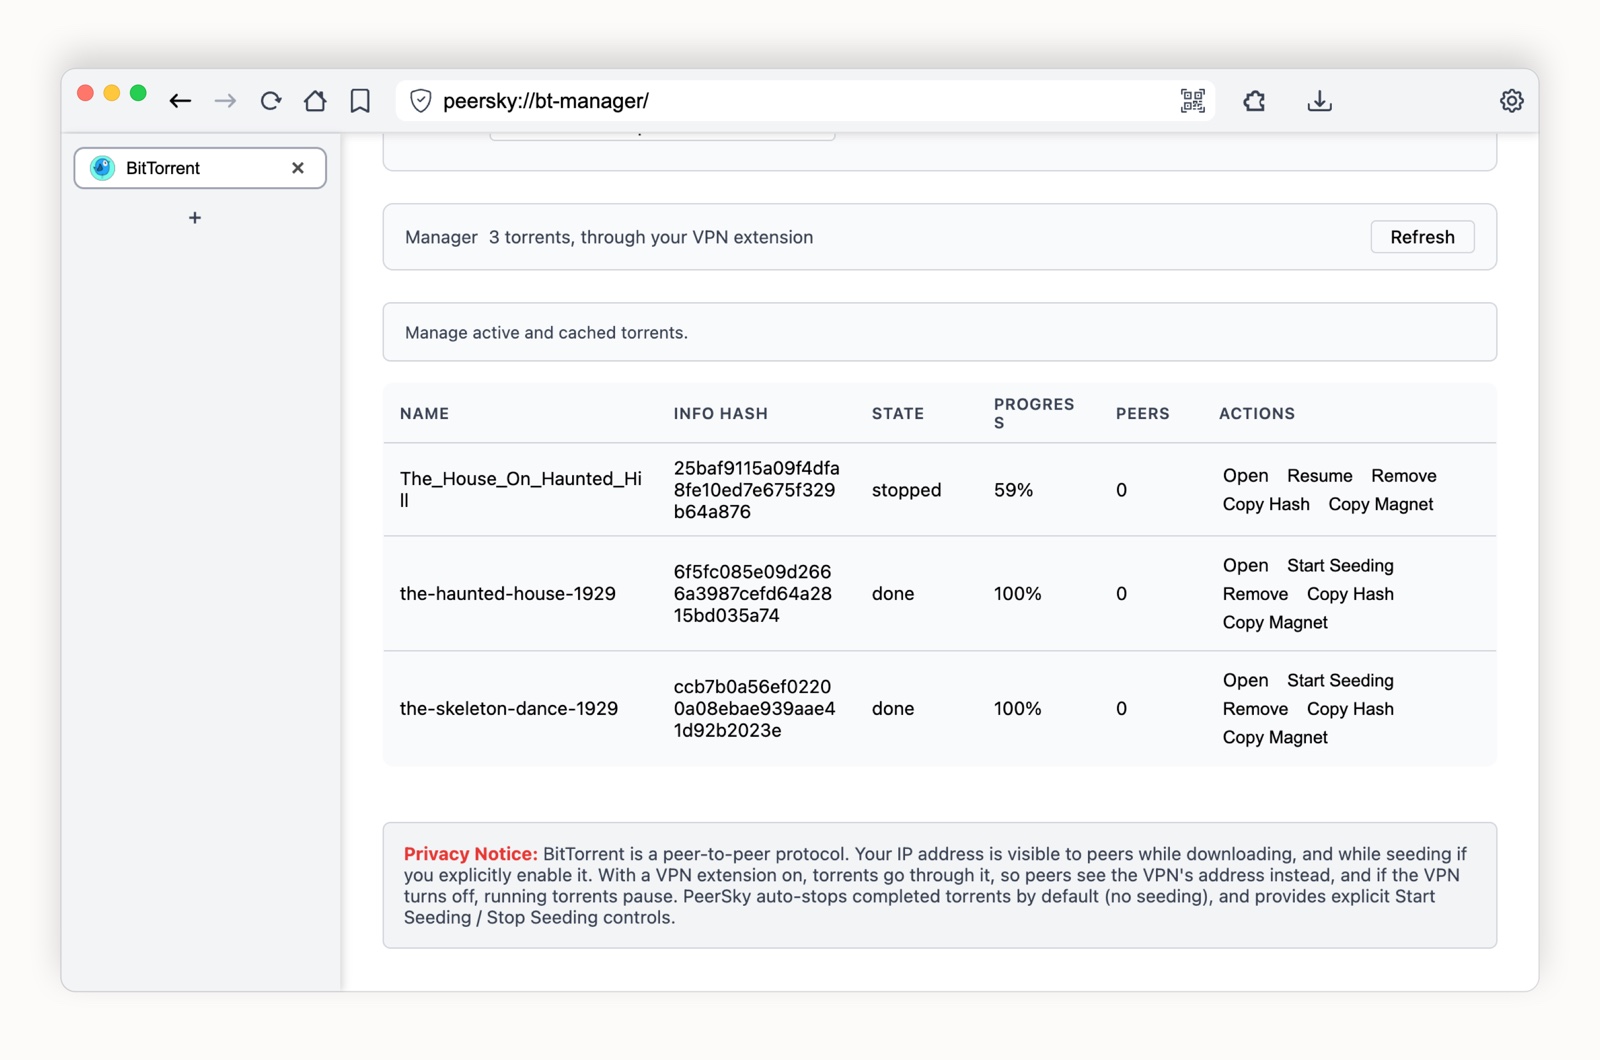 peersky://bt-manager/
BitTorrent
Manager 3 torrents, through your VPN extension
Refresh
Manage active and cached torrents.
NAME INFO HASH STATE PROGRES PEERS ACTIONS
S
The_House_On_Haunted_Hi
ll
25baf9115a09f4dfa
8fe10ed7e675f329
b64a876
stopped 59% 0
Open Resume Remove
Copy Hash Copy Magnet
the-haunted-house-1929
6f5fc085e09d266
6a3987cefd64a28
15bd035a74
done 100% 0
Open Start Seeding
Remove Copy Hash
Copy Magnet
the-skeleton-dance-1929
ccb7b0a56ef0220
0a08ebae939aae4
1d92b2023e
done 100% 0
Open Start Seeding
Remove Copy Hash
Copy Magnet
Privacy Notice: BitTorrent is a peer-to-peer protocol. Your IP address is visible to peers while downloading, and while seeding if
you explicitly enable it. With a VPN extension on, torrents go through it, so peers see the VPN's address instead, and if the VPN
turns off, running torrents pause. PeerSky auto-stops completed torrents by default (no seeding), and provides explicit Start
Seeding / Stop Seeding controls.